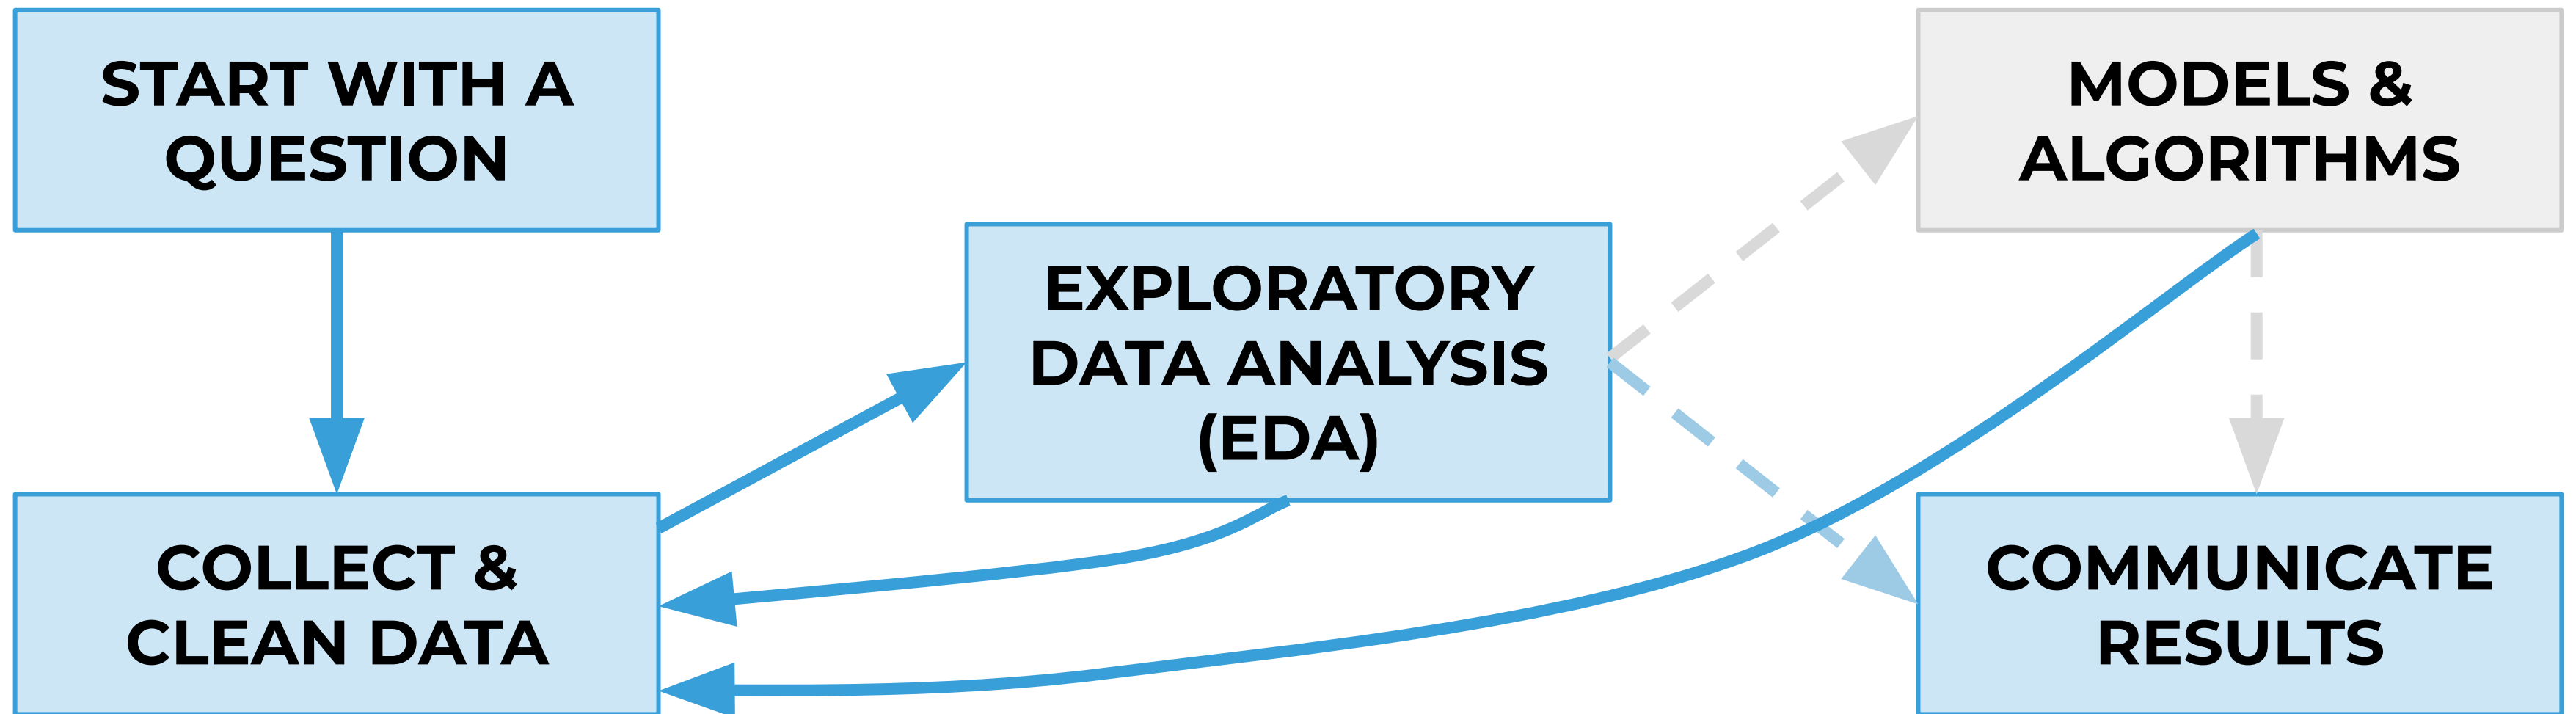 START WITH A
QUESTION
MODELS &
ALGORITHMS
EXPLORATORY
DATA ANALYSIS
(EDA)
COLLECT &
CLEAN DATA
COMMUNICATE
RESULTS